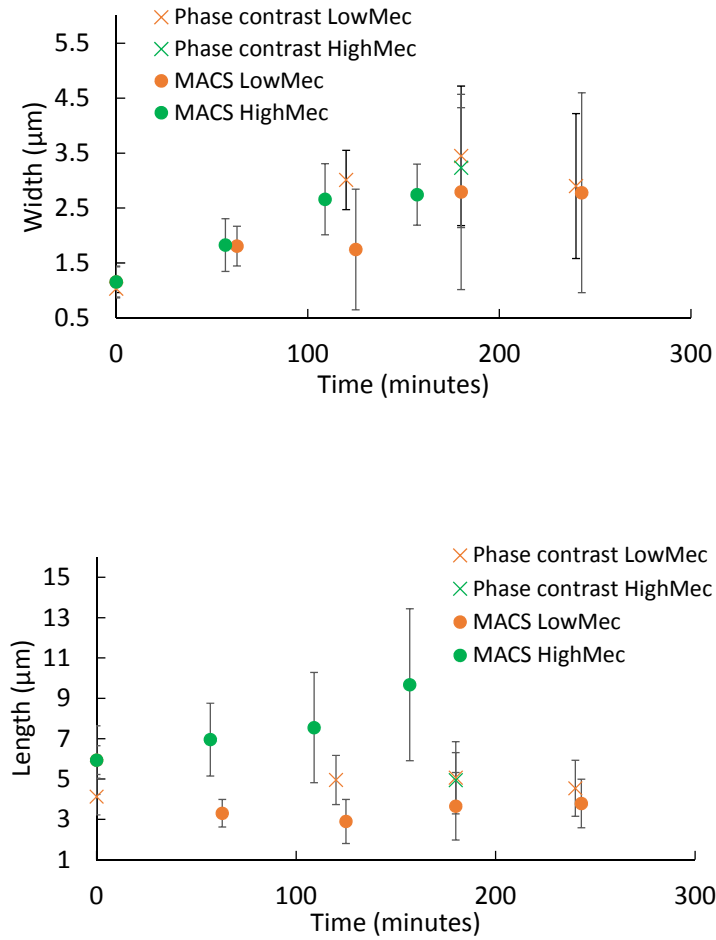 Phase contrast LowMec
Phase contrast HighMec
MACS LowMec
MACS HighMec
5.5
4.5
3.5
2.5
1.5
0.5
Width (µm)
0 100 200 300
Time (minutes)
Phase contrast LowMec
Phase contrast HighMec
MACS LowMec
MACS HighMec
15
13
11
9
7
5
3
1
Length (µm)
0 100 200 300
Time (minutes)